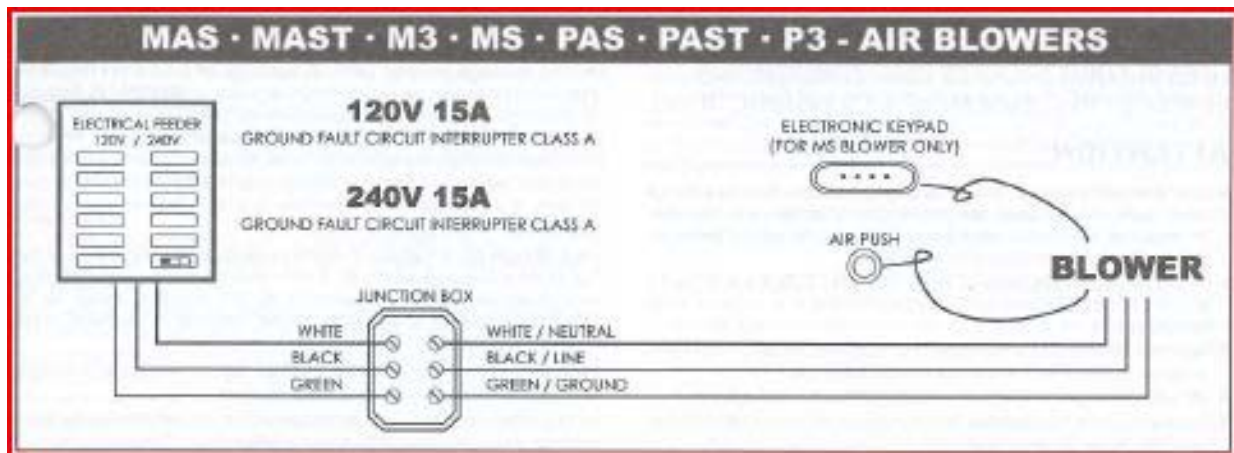 MAS · MAST · M3 · MS · PAS · PAST · P3 - AIR BLOWERS
ELECTRICAL FEEDER
120V / 240V
120V 15A
GROUND FAULT CIRCUIT INTERRUPTER CLASS A
240V 15A
GROUND FAULT CIRCUIT INTERRUPTER CLASS A
ELECTRONIC KEYPAD
(FOR MS BLOWER ONLY)
AIR PUSH
BLOWER
JUNCTION BOX
WHITE
WHITE / NEUTRAL
BLACK
BLACK / LINE
GREEN
GREEN / GROUND